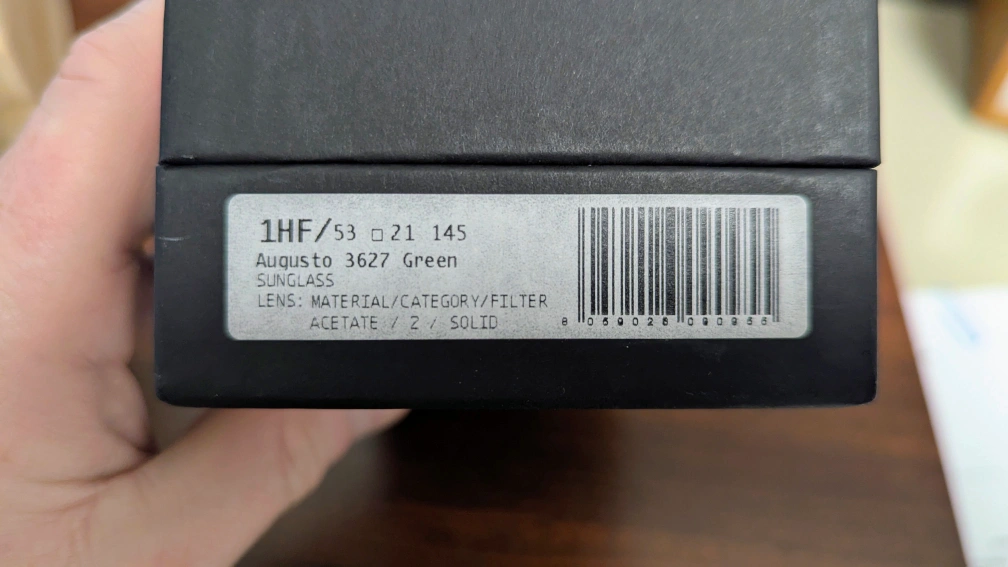 1HF/53 □ 21 145
Augusto 3627 Green
SUNGLASS
LENS: MATERIAL/CATEGORY/FILTER
ACETATE / 2 / SOLID